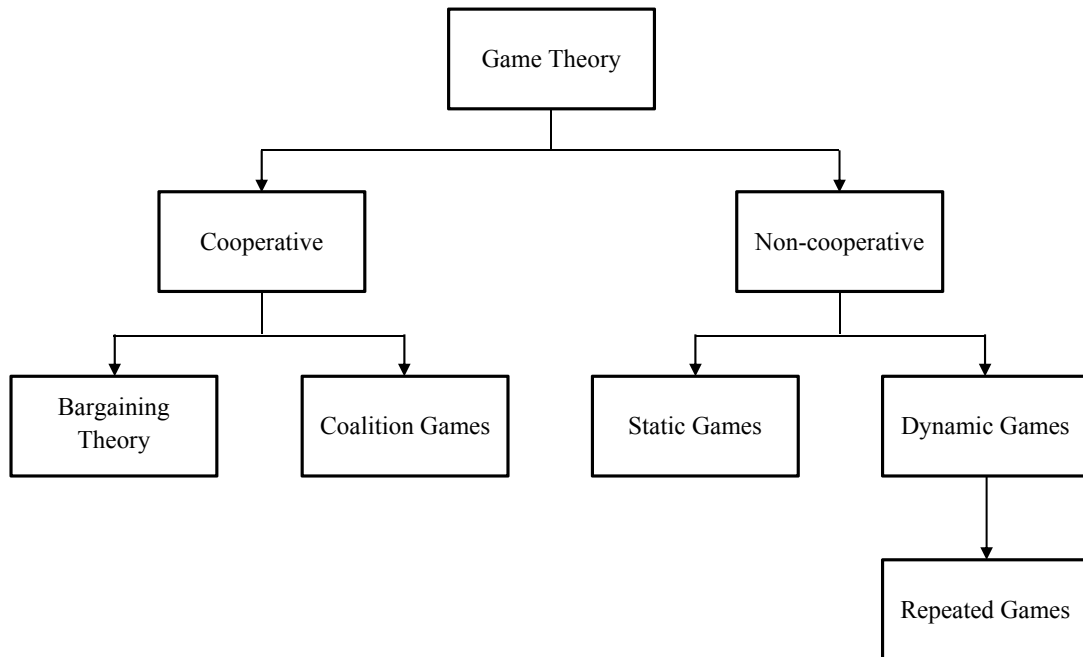 Game Theory
Cooperative
Non-cooperative
Bargaining
Theory
Coalition Games
Static Games
Dynamic Games
Repeated Games